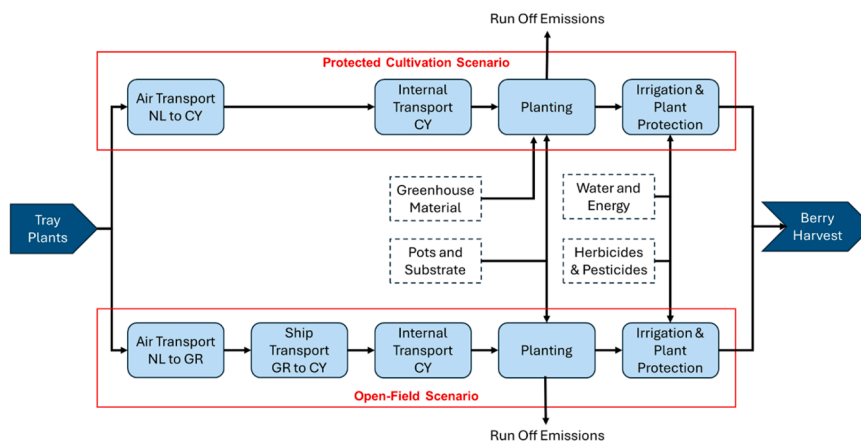 Run Off Emissions
Protected Cultivation Scenario
Air Transport
NL to CY
Internal
Transport
CY
Planting
Irrigation &
Plant
Protection
Greenhouse
Material
Water and
Energy
Tray
Plants
Berry
Harvest
Pots and
Substrate
Herbicides
& Pesticides
Air Transport
NL to GR
Ship
Transport
GR to CY
Internal
Transport
CY
Planting
Irrigation &
Plant
Protection
Open-Field Scenario
Run Off Emissions